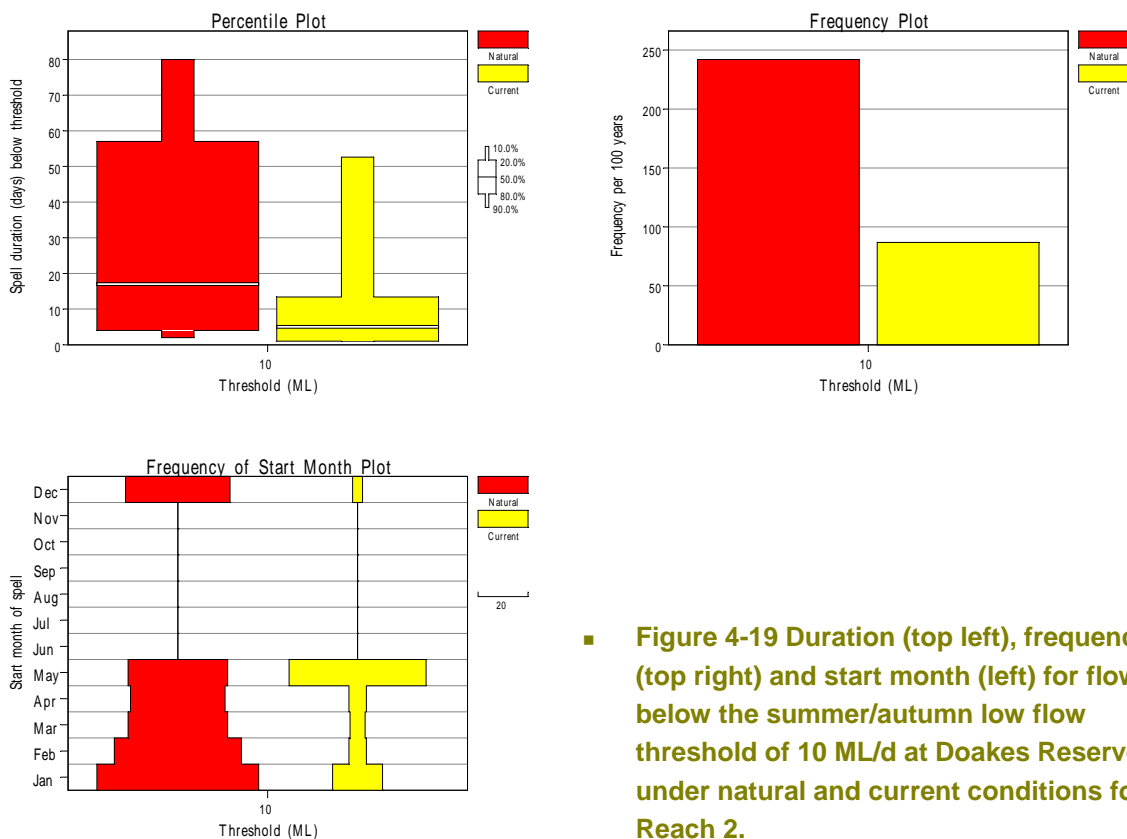 Percentile Plot
Spell duration (days) below threshold
80
70
60
50
40
30
20
10
0
10
Threshold (ML)
Natural
Current
10.0%
20.0%
50.0%
80.0%
90.0%
Frequency Plot
Frequency per 100 years
250
200
150
100
50
0
10
Threshold (ML)
Natural
Current
Frequency of Start Month Plot
Start month of spell
Dec
Nov
Oct
Sep
Aug
Jul
Jun
May
Apr
Mar
Feb
Jan
10
Threshold (ML)
Natural
Current
20
Figure 4-19 Duration (top left),
(top right) and start month (left) for
below the summer/autumn low flow
threshold of 10 ML/d at Doakes
under natural and current conditions
Reach 2.